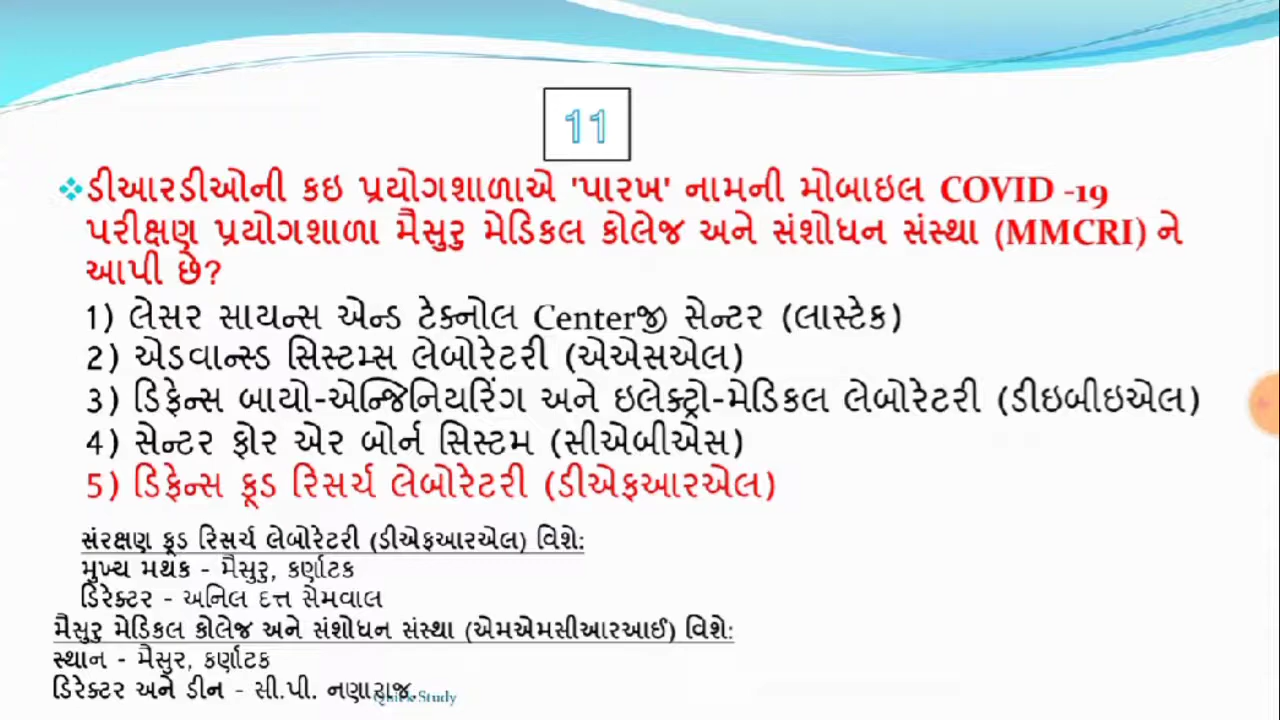 11
ડીઆરડીઓની કઇ પ્રયોગશાળાએ 'પારખ' નામની મોબાઇલ COVID -19
પરીક્ષણ પ્રયોગશાળા મૈસુરુ મેડિકલ કોલેજ અને સંશોધન સંસ્થા (MMCRI) ને
આપી છે?
1) લેસર સાયન્સ એન્ડ ટેક્નોલ Centerજી સેન્ટર (લાસ્ટેક)
2) એડવાન્સ્ડ સિસ્ટમ્સ લેબોરેટરી (એએસએલ)
3) ડિફેન્સ બાયો-એન્જિનિયરિંગ અને ઇલેક્ટ્રો-મેડિકલ લેબોરેટરી (ડીઇબીઇએલ)
4) સેન્ટર ફોર એર બોર્ન સિસ્ટમ (સીએબીએસ)
5) ડિફેન્સ ફૂડ રિસર્ચ લેબોરેટરી (ડીએફઆરએલ)
સંરક્ષણ ફૂડ રિસર્ચ લેબોરેટરી (ડીએફઆરએલ) વિશે:
મુખ્ય મથક - મૈસુરુ, કર્ણાટક
ડિરેક્ટર - અનિલ દત્ત સેમવાલ
મૈસુરુ મેડિકલ કોલેજ અને સંશોધન સંસ્થા (એમએમસીઆરઆઈ) વિશે:
સ્થાન - મૈસુર, કર્ણાટક
ડિરેક્ટર અને ડીન - સી.પી. નણારાજ.
Quick Study